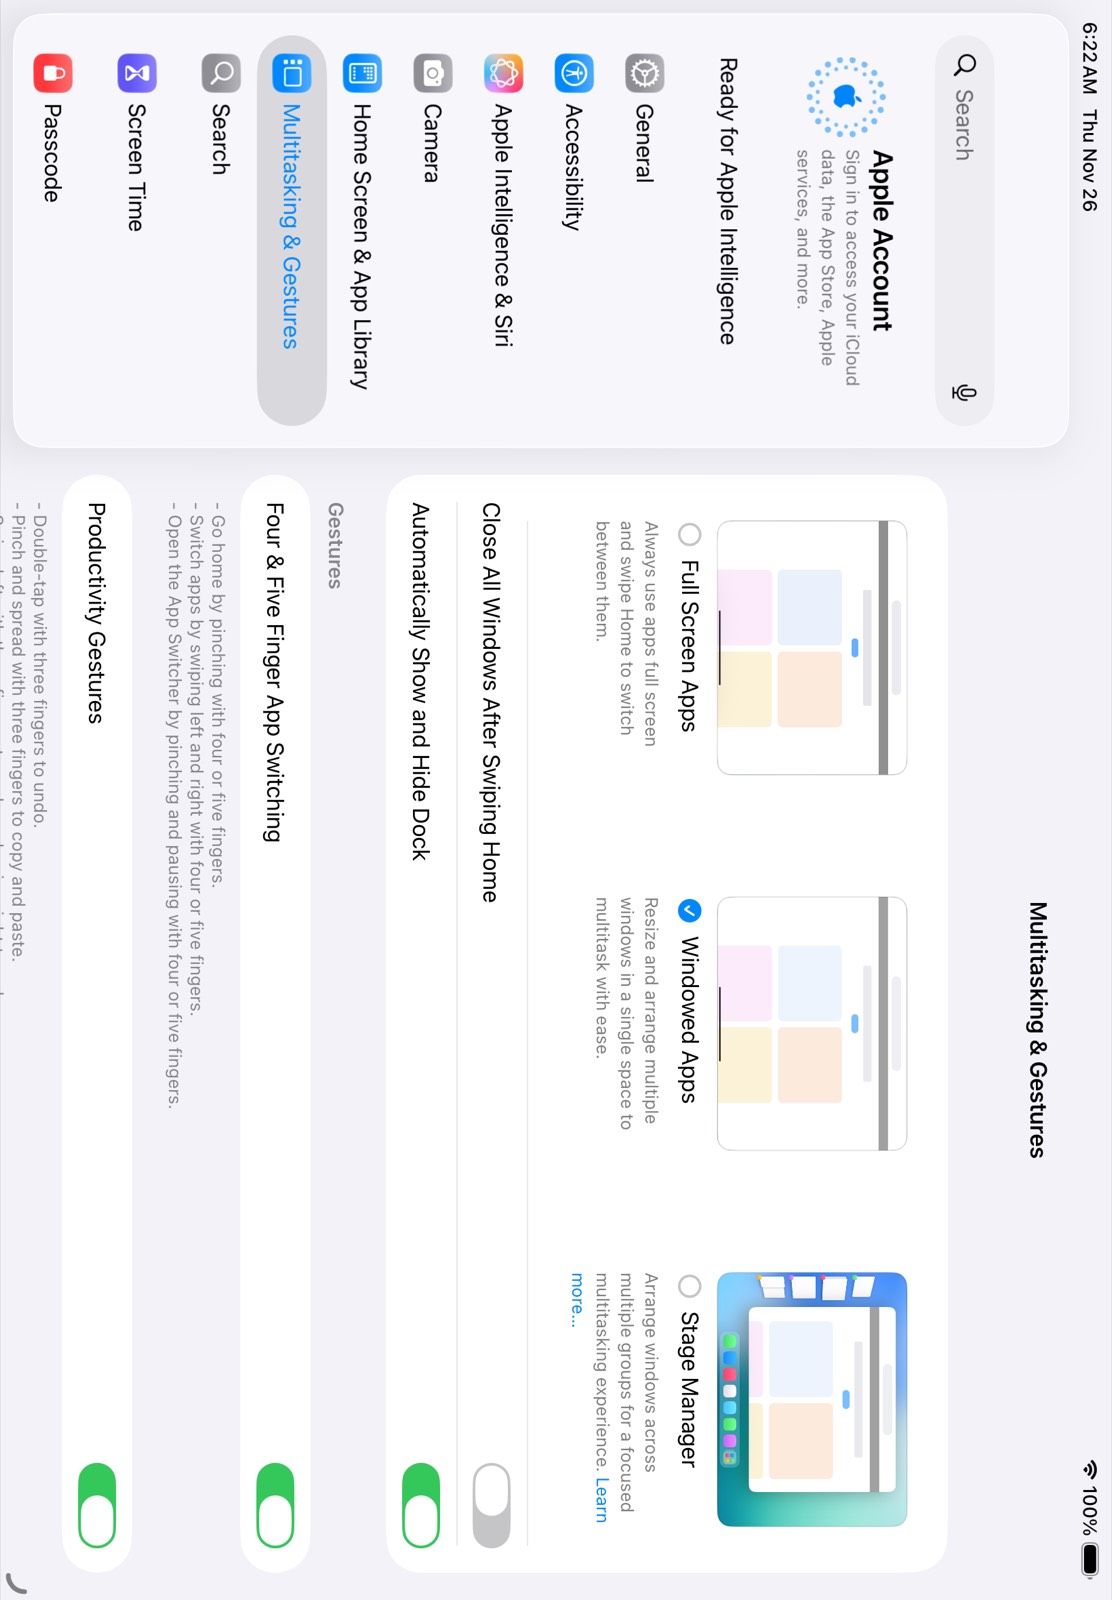 6:22 AM Thu Nov 26
100%
Search
Apple Account
Sign in to access your iCloud
data, the App Store, Apple
services, and more.
Ready for Apple Intelligence
General
Accessibility
Apple Intelligence & Siri
Camera
Home Screen & App Library
Multitasking & Gestures
Search
Screen Time
Passcode
Multitasking & Gestures
Full Screen Apps
Always use apps full screen
and swipe Home to switch
between them.
Windowed Apps
Resize and arrange multiple
windows in a single space to
multitask with ease.
Stage Manager
Arrange windows across
multiple groups for a focused
multitasking experience. Learn
more...
Close All Windows After Swiping Home
Automatically Show and Hide Dock
Gestures
Four & Five Finger App Switching
- Go home by pinching with four or five fingers.
- Switch apps by swiping left and right with four or five fingers.
- Open the App Switcher by pinching and pausing with four or five fingers.
Productivity Gestures
- Double-tap with three fingers to undo.
- Pinch and spread with three fingers to copy and paste.